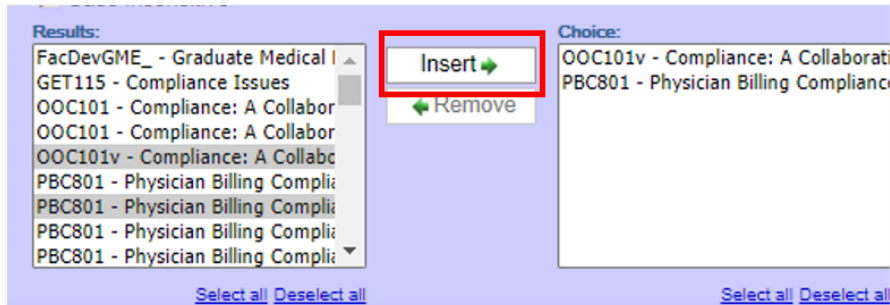 Results:
FacDevGME_ - Graduate Medical
GET115 - Compliance Issues
OOC101 - Compliance: A Collabor
OOC101 - Compliance: A Collabor
OOC101v - Compliance: A Collabo
PBC801 - Physician Billing Complia
PBC801 - Physician Billing Complia
PBC801 - Physician Billing Complia
PBC801 - Physician Billing Complia
Select all Deselect all
Insert
Remove
Choice:
OOC101v - Compliance: A Collaborati
PBC801 - Physician Billing Compliance
Select all Deselect all